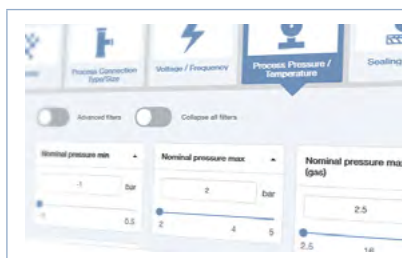 Process Connection
Type/Size
Voltage / Frequency
Process Pressure /
Temperature
Sealing
Advanced filters
Collapse all filters
Nominal pressure min
-1
bar
-1
0.5
Nominal pressure max
2
bar
2
4
5
Nominal pressure max
(gas)
2.5
2.5
16